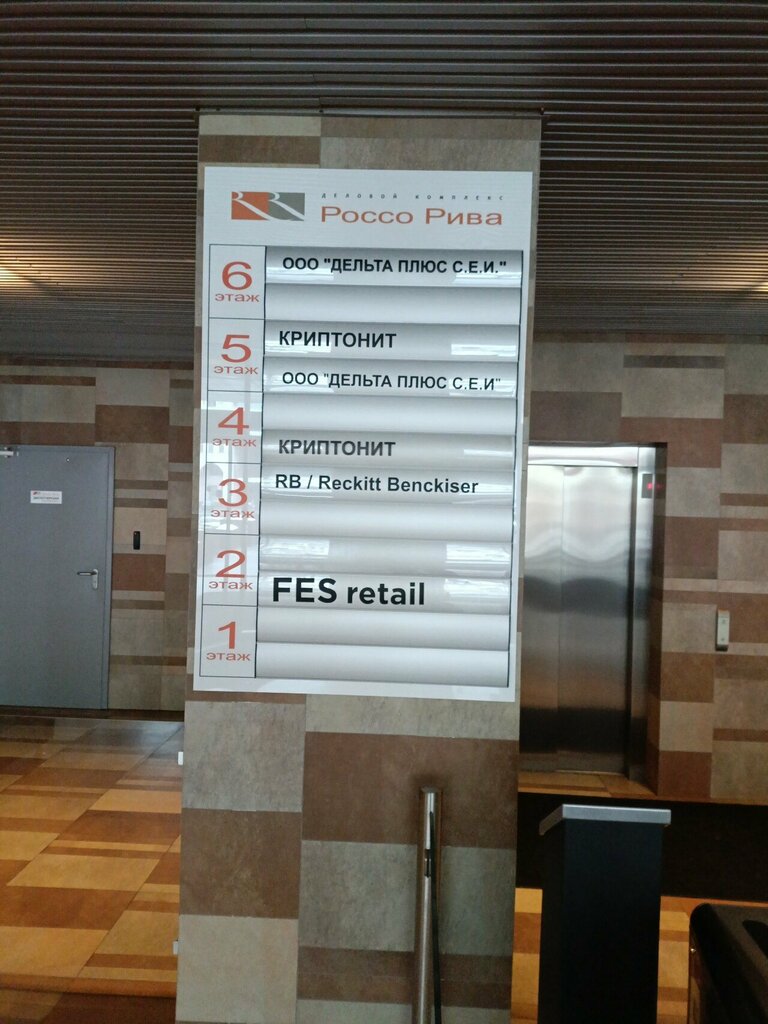 ДЕЛОВОЙ КОМПЛЕКС
Россо Рива
6 этаж
ООО "ДЕЛЬТА ПЛЮС С.Е.И."
5 этаж
КРИПТОНИТ
ООО "ДЕЛЬТА ПЛЮС С.Е.И"
4 этаж
КРИПТОНИТ
3 этаж
RB / Reckitt Benckiser
2 этаж
FES retail
1 этаж